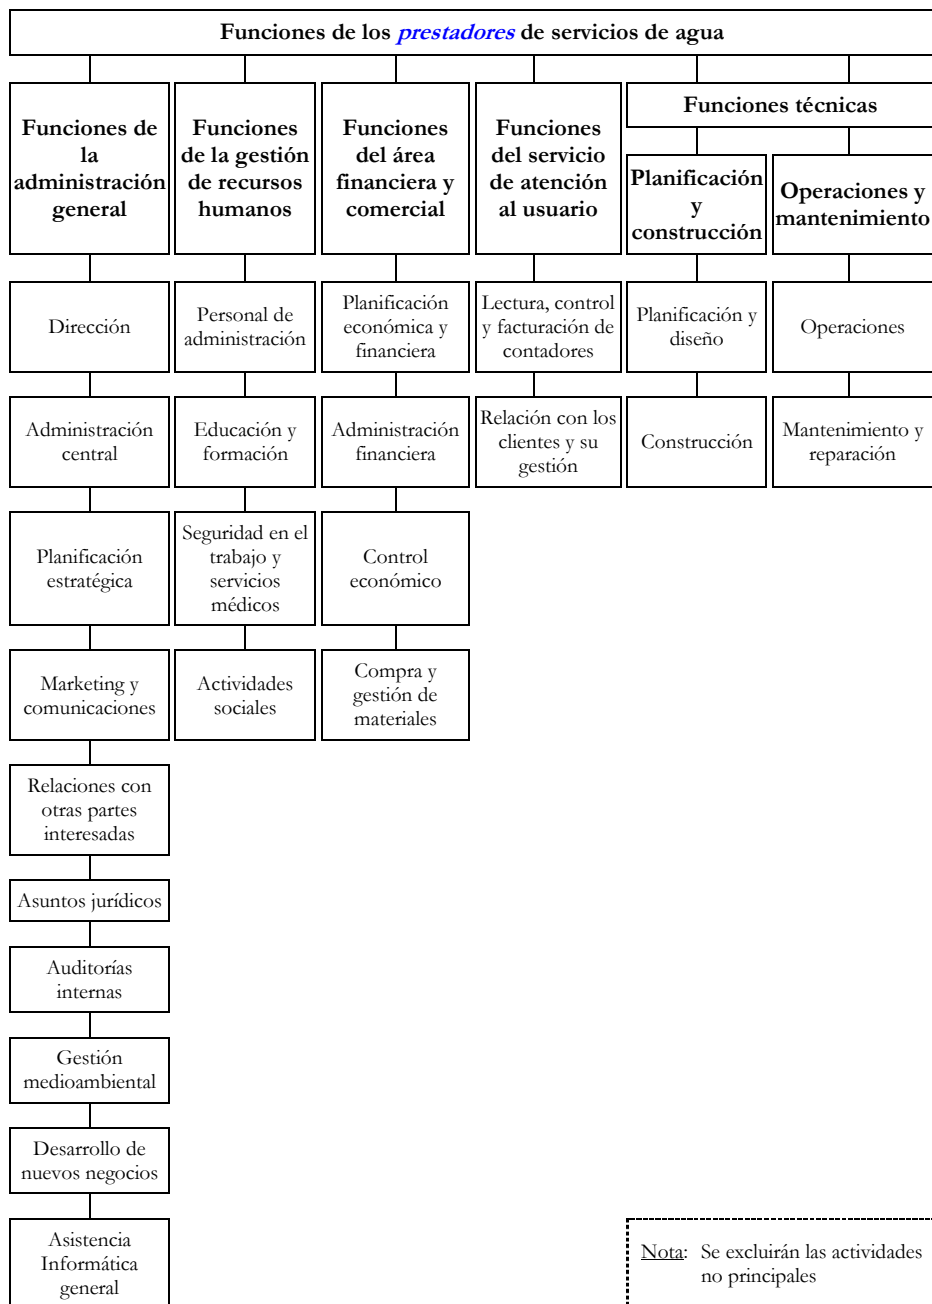 Funciones de los prestadores de servicios de agua
Funciones de
la
administración
general
Funciones
de la gestión
de recursos
humanos
Funciones
del área
financiera y
comercial
Funciones
del servicio
de atención
al usuario
Funciones técnicas
Planificación
y
construcción
Operaciones y
mantenimiento
Dirección
Personal de
administración
Planificación
económica y
financiera
Lectura, control
y facturación de
contadores
Planificación y
diseño
Operaciones
Administración
central
Educación y
formación
Administración
financiera
Relación con los
clientes y su
gestión
Construcción
Mantenimiento y
reparación
Planificación
estratégica
Seguridad en el
trabajo y
servicios
médicos
Control
económico
Marketing y
comunicaciones
Actividades
sociales
Compra y
gestión de
materiales
Relaciones con
otras partes
interesadas
Asuntos jurídicos
Auditorías
internas
Gestión
medioambiental
Desarrollo de
nuevos negocios
Asistencia
Informática
general
Nota: Se excluirán las actividades
no principales